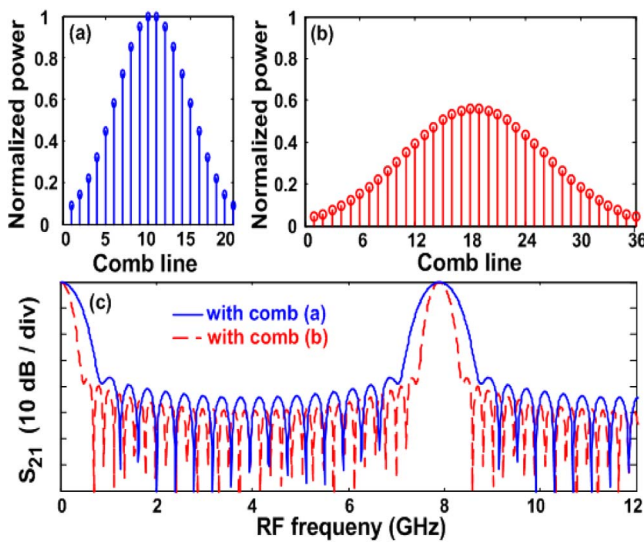 (a)
Normalized power
1
0.8
0.6
0.4
0.2
0
0 5 10 15 20
Comb line
(b)
Normalized power
1
0.8
0.6
0.4
0.2
0
0 6 12 18 24 30 36
Comb line
(c)
with comb (a)
with comb (b)
S21 (10 dB / div)
0 2 4 6 8 10 12
RF frequeny (GHz)